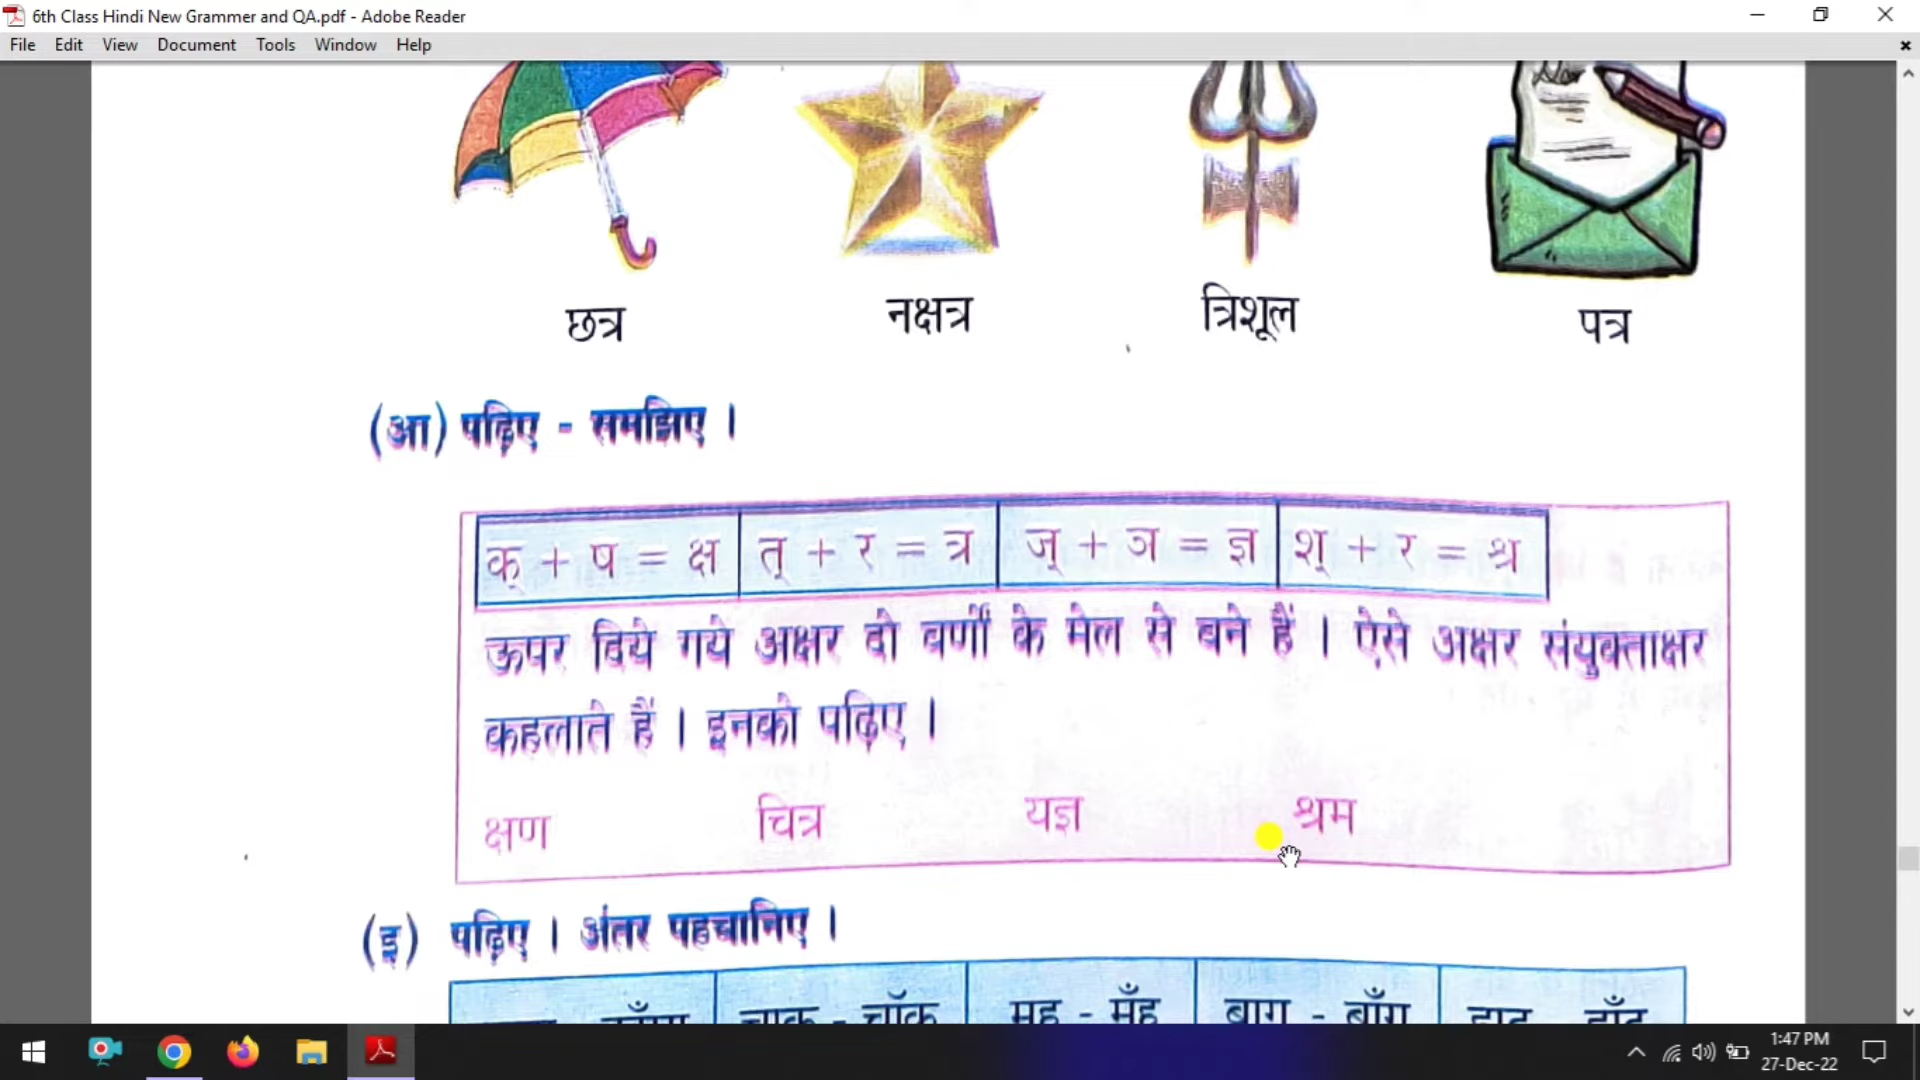 6th Class Hindi New Grammer and QA.pdf - Adobe Reader
File Edit View Document Tools Window Help
छत्र नक्षत्र त्रिशूल पत्र
(आ) पढ़िए - समझिए ।
क् + ष = क्ष त् + र = त्र ज् + ञ = ज्ञ श् + र = श्र
ऊपर दिये गये अक्षर दो वर्णों के मेल से बने हैं । ऐसे अक्षर संयुक्ताक्षर
कहलाते हैं । इनको पढ़िए ।
क्षण चित्र यज्ञ श्रम
(इ) पढ़िए । अंतर पहचानिए ।
चाक - चॉक मुह - मुँह बाग - बाँग
1:47 PM
27-Dec-22